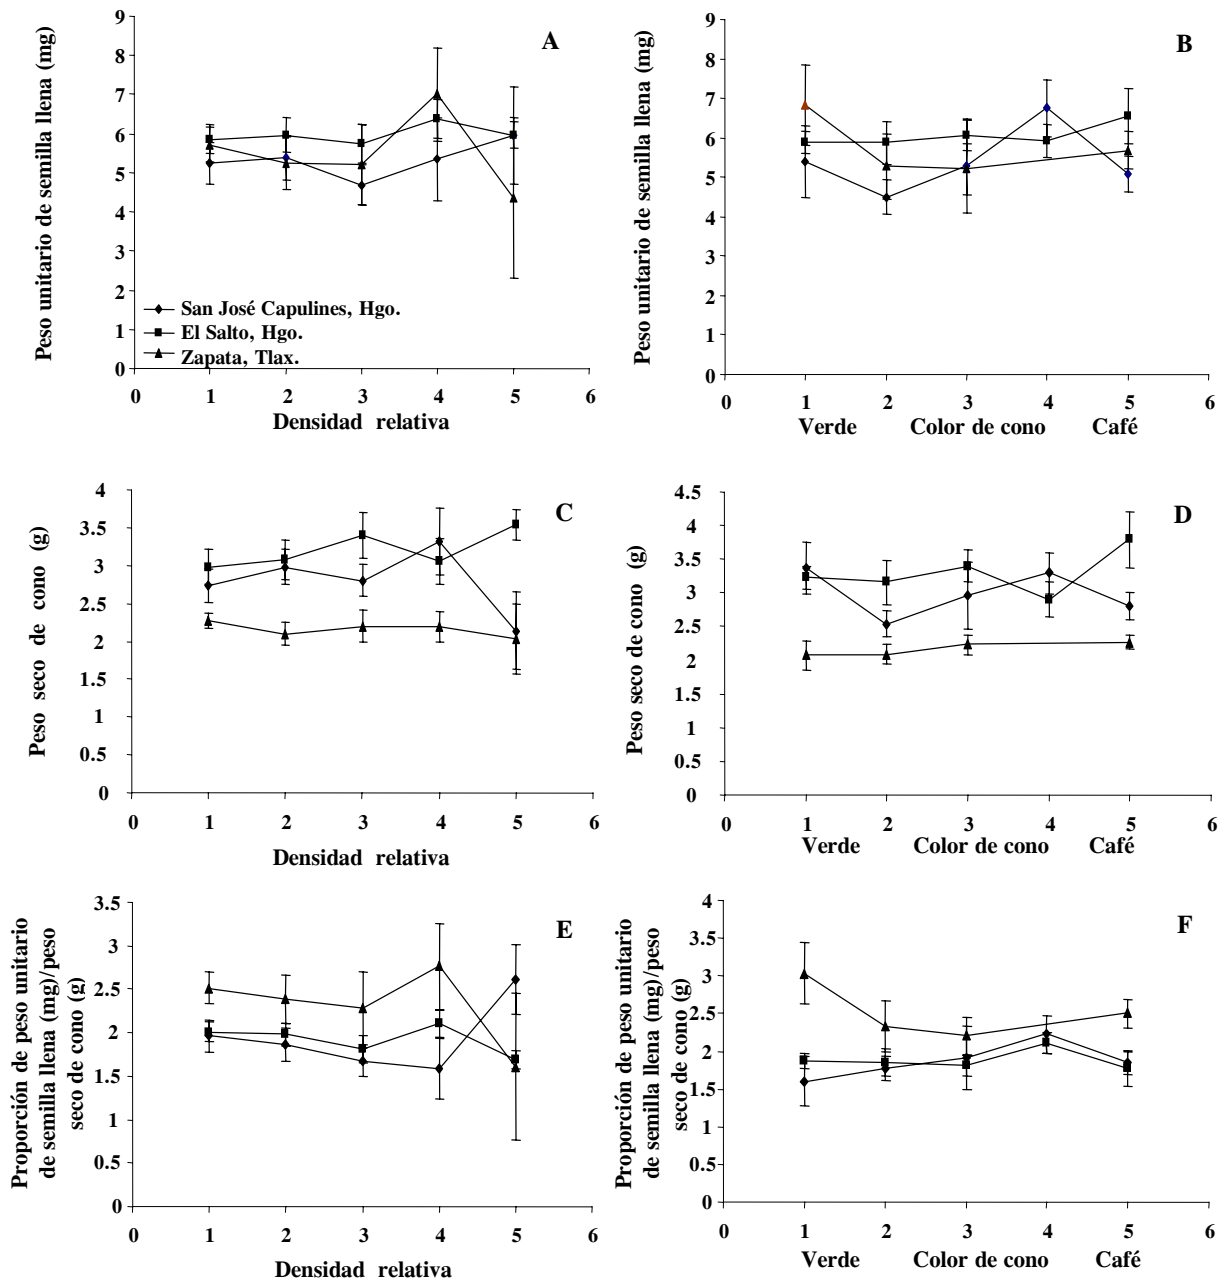 A
Peso unitario de semilla llena (mg)
9
8
7
6
5
4
3
2
1
0
San José Capulines, Hgo.
El Salto, Hgo.
Zapata, Tlax.
0 1 2 3 4 5 6
Densidad relativa
B
Peso unitario de semilla llena (mg)
9
8
7
6
5
4
3
2
1
0
0 1 2 3 4 5 6
Verde Color de cono Café
C
Peso seco de cono (g)
4
3.5
3
2.5
2
1.5
1
0.5
0
0 1 2 3 4 5 6
Densidad relativa
D
Peso seco de cono (g)
4.5
4
3.5
3
2.5
2
1.5
1
0.5
0
0 1 2 3 4 5 6
Verde Color de cono Café
E
Proporción de peso unitario
de semilla llena (mg)/peso
seco de cono (g)
3.5
3
2.5
2
1.5
1
0.5
0
0 1 2 3 4 5 6
Densidad relativa
F
Proporción de peso unitario
de semilla llena (mg)/peso
seco de cono (g)
4
3.5
3
2.5
2
1.5
1
0.5
0
0 1 2 3 4 5 6
Verde Color de cono Café